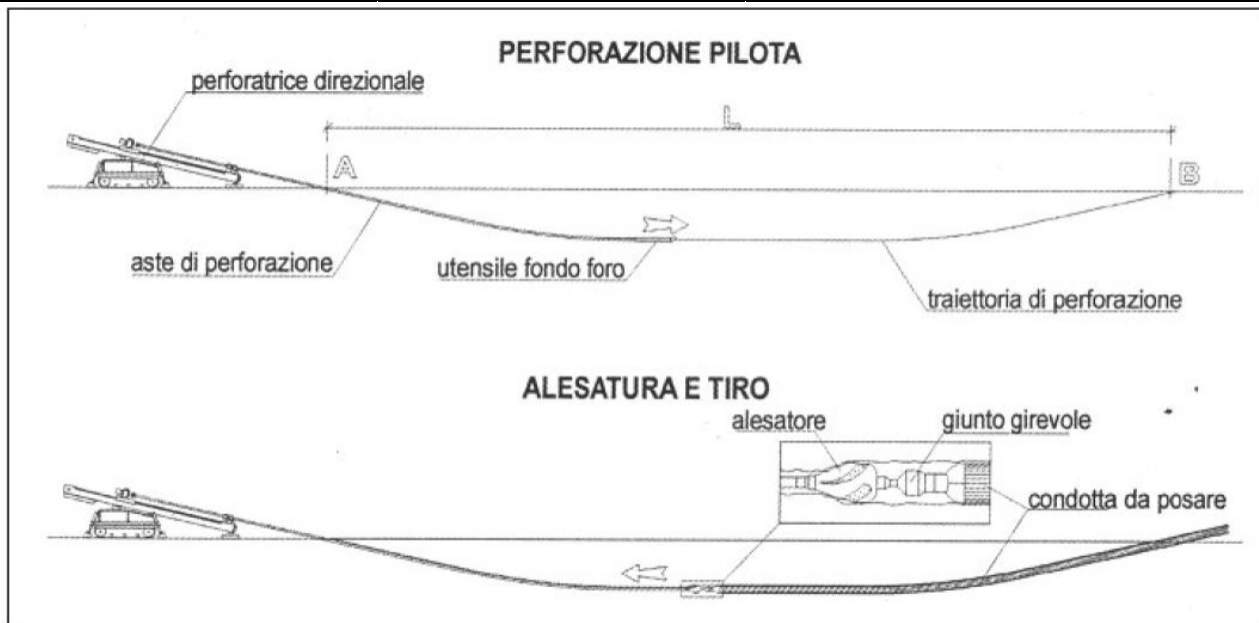 PERFORAZIONE PILOTA
perforatrice direzionale
L
A
B
aste di perforazione
utensile fondo foro
traiettoria di perforazione
ALESATURA E TIRO
alesatore
giunto girevole
condotta da posare